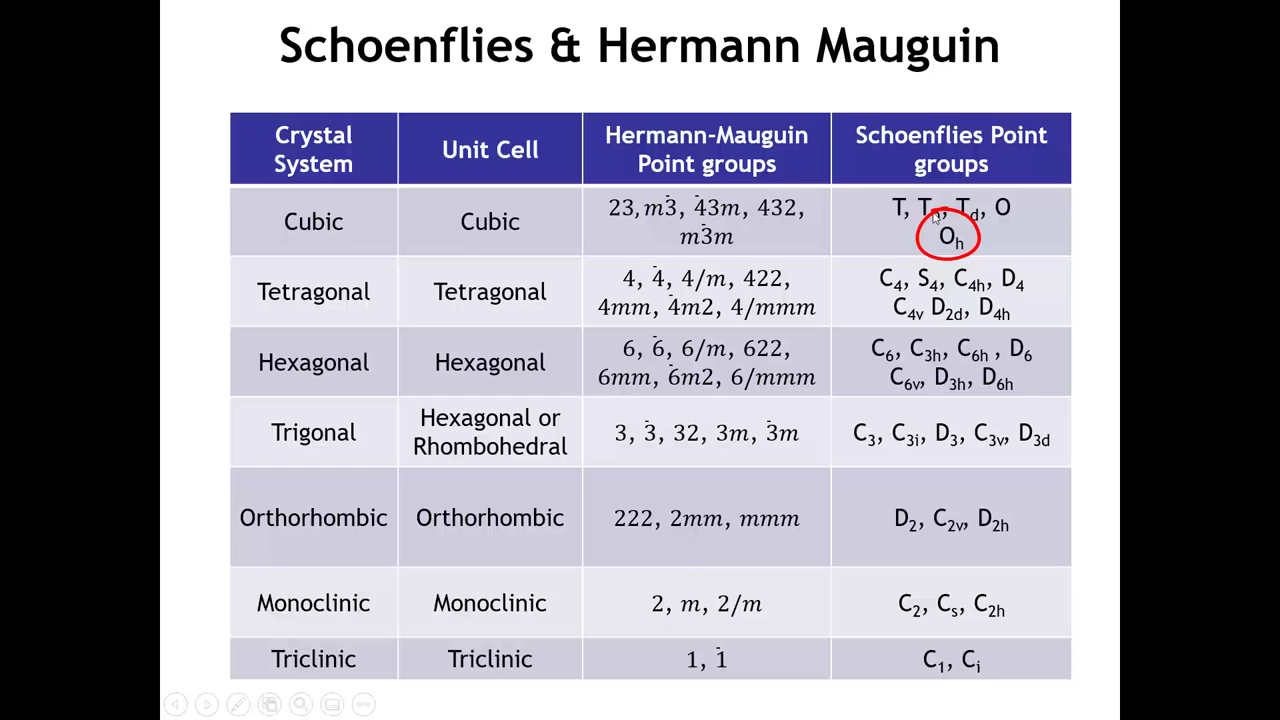 Schoenflies & Hermann Mauguin
Crystal System
Unit Cell
Hermann-Mauguin Point groups
Schoenflies Point groups
Cubic
Cubic
23, m3̄, 4̄3m, 432,
m3̄m
T, Tₕ, T_d, O
Oₕ
Tetragonal
Tetragonal
4, 4̄, 4/m, 422,
4mm, 4̄m2, 4/mmm
C₄, S₄, C₄ₕ, D₄
C₄ᵥ D₂d, D₄ₕ
Hexagonal
Hexagonal
6, 6̄, 6/m, 622,
6mm, 6̄m2, 6/mmm
C₆, C₃ₕ, C₆ₕ , D₆
C₆ᵥ, D₃ₕ, D₆ₕ
Trigonal
Hexagonal or
Rhombohedral
3, 3̄, 32, 3m, 3̄m
C₃, C₃ᵢ, D₃, C₃ᵥ, D₃d
Orthorhombic
Orthorhombic
222, 2mm, mmm
D₂, C₂ᵥ, D₂ₕ
Monoclinic
Monoclinic
2, m, 2/m
C₂, Cₛ, C₂ₕ
Triclinic
Triclinic
1, 1̄
C₁, Cᵢ